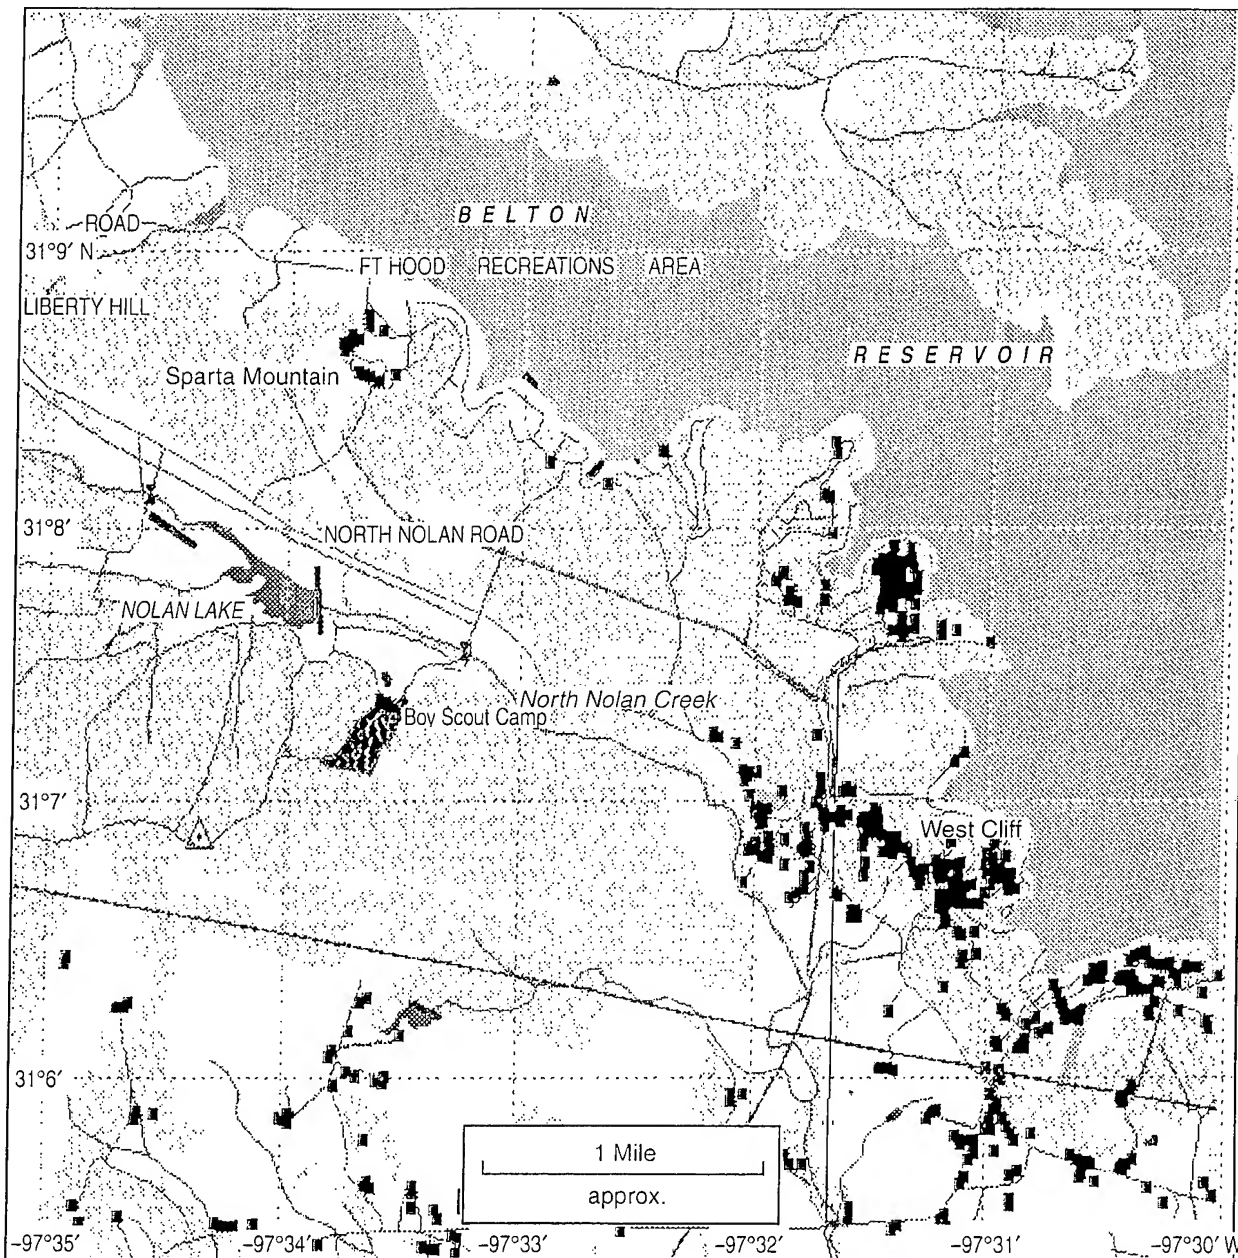 BELTON
ROAD
31°9′ N
FT HOOD RECREATIONS AREA
LIBERTY HILL
RESERVOIR
Sparta Mountain
31°8′
NORTH NOLAN ROAD
NOLAN LAKE
North Nolan Creek
Boy Scout Camp
31°7′
West Cliff
31°6′
1 Mile
approx.
−97°35′ −97°34′ −97°33′ −97°32′ −97°31′ −97°30′ W